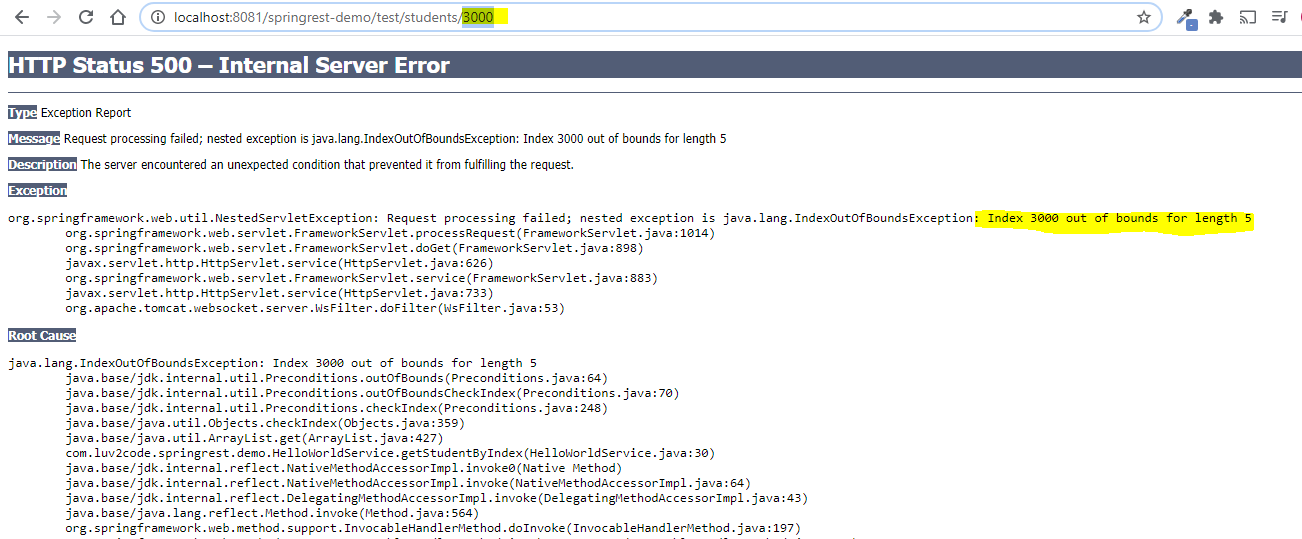 localhost:8081/springrest-demo/test/students/3000
HTTP Status 500 – Internal Server Error
Type Exception Report
Message Request processing failed; nested exception is java.lang.IndexOutOfBoundsException: Index 3000 out of bounds for length 5
Description The server encountered an unexpected condition that prevented it from fulfilling the request.
Exception
org.springframework.web.util.NestedServletException: Request processing failed; nested exception is java.lang.IndexOutOfBoundsException: Index 3000 out of bounds for length 5
org.springframework.web.servlet.FrameworkServlet.processRequest(FrameworkServlet.java:1014)
org.springframework.web.servlet.FrameworkServlet.doGet(FrameworkServlet.java:898)
javax.servlet.http.HttpServlet.service(HttpServlet.java:626)
org.springframework.web.servlet.FrameworkServlet.service(FrameworkServlet.java:883)
javax.servlet.http.HttpServlet.service(HttpServlet.java:733)
org.apache.tomcat.websocket.server.WsFilter.doFilter(WsFilter.java:53)
Root Cause
java.lang.IndexOutOfBoundsException: Index 3000 out of bounds for length 5
java.base/jdk.internal.util.Preconditions.outOfBounds(Preconditions.java:64)
java.base/jdk.internal.util.Preconditions.outOfBoundsCheckIndex(Preconditions.java:70)
java.base/jdk.internal.util.Preconditions.checkIndex(Preconditions.java:248)
java.base/java.util.Objects.checkIndex(Objects.java:359)
java.base/java.util.ArrayList.get(ArrayList.java:427)
com.luv2code.springrest.demo.HelloWorldService.getStudentByIndex(HelloWorldService.java:30)
java.base/jdk.internal.reflect.NativeMethodAccessorImpl.invoke0(Native Method)
java.base/jdk.internal.reflect.NativeMethodAccessorImpl.invoke(NativeMethodAccessorImpl.java:64)
java.base/jdk.internal.reflect.DelegatingMethodAccessorImpl.invoke(DelegatingMethodAccessorImpl.java:43)
java.base/java.lang.reflect.Method.invoke(Method.java:564)
org.springframework.web.method.support.InvocableHandlerMethod.doInvoke(InvocableHandlerMethod.java:197)